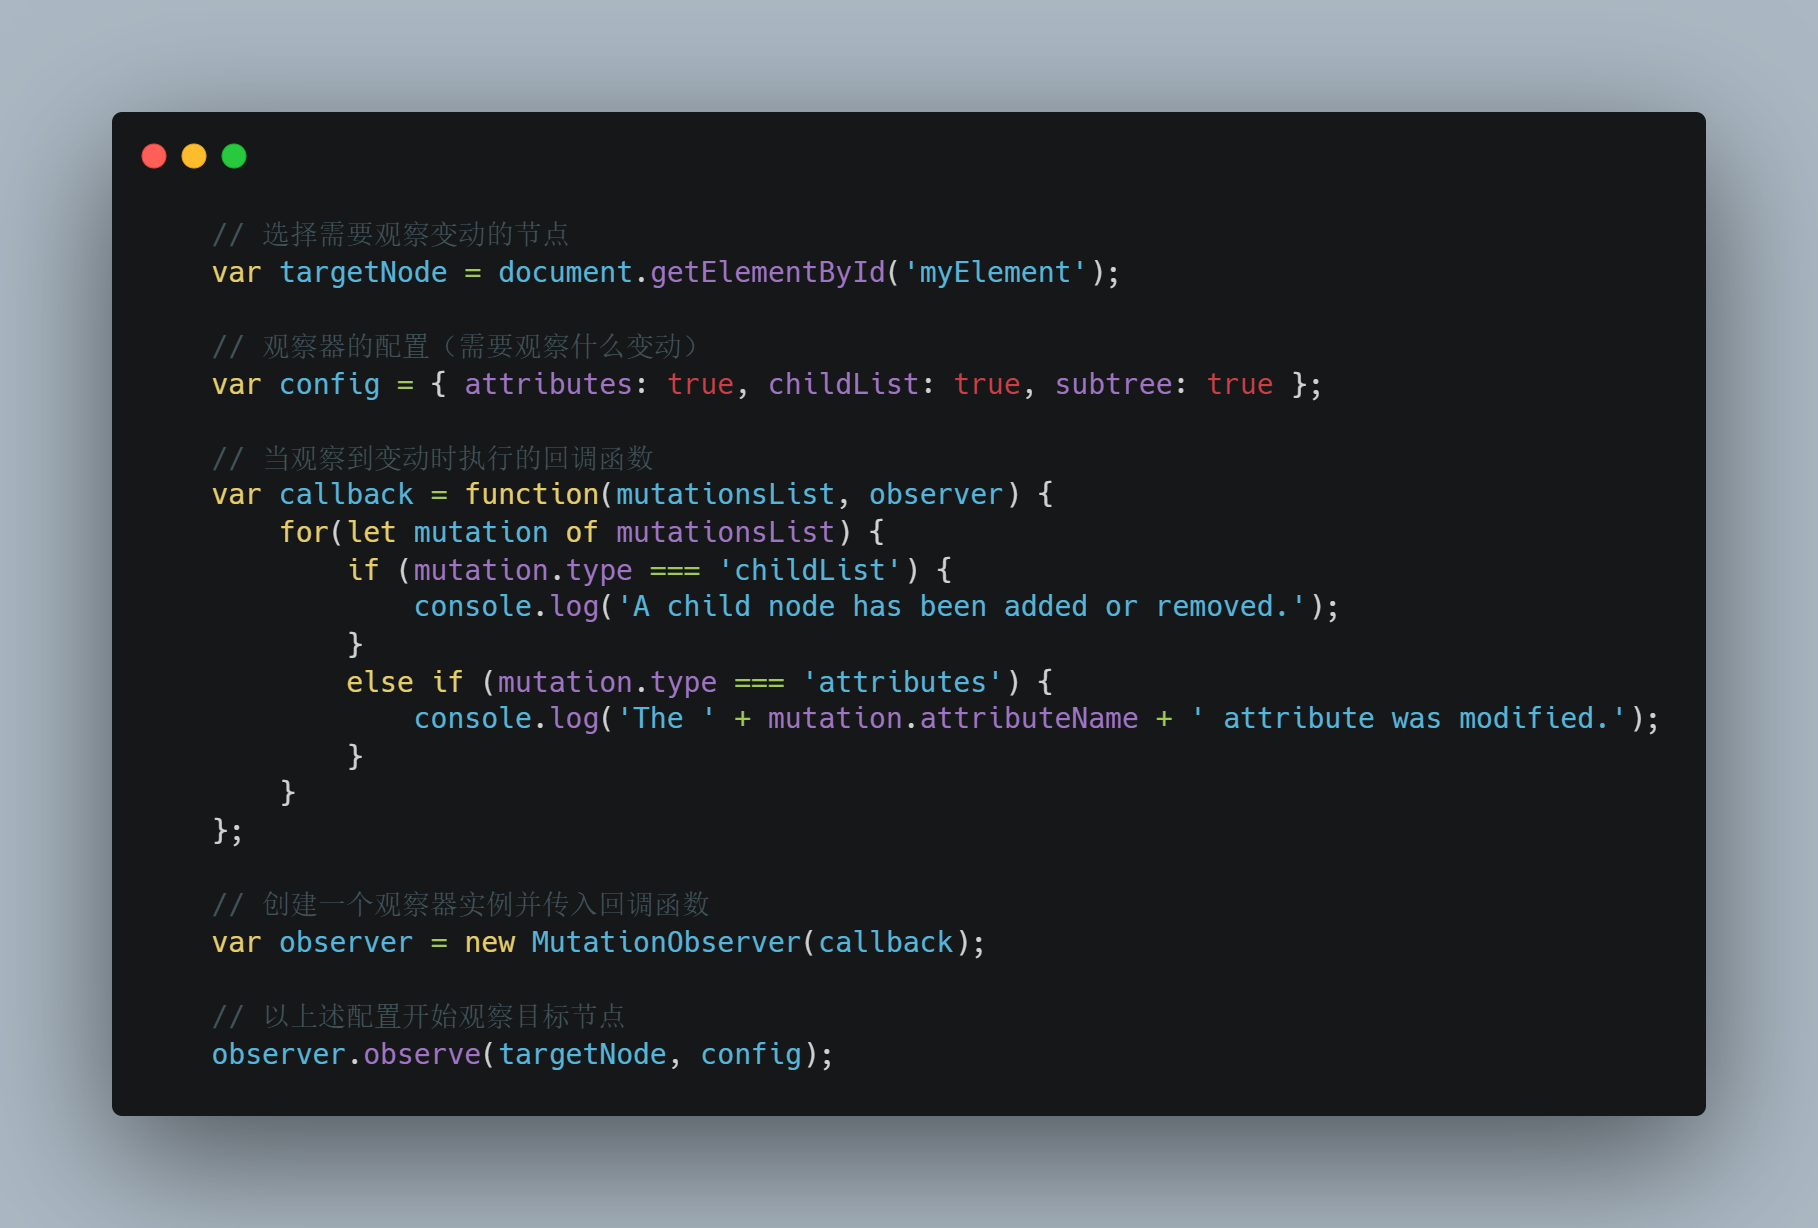 // 选择需要观察变动的节点
var targetNode = document.getElementById('myElement');
// 观察器的配置（需要观察什么变动）
var config = { attributes: true, childList: true, subtree: true };
// 当观察到变动时执行的回调函数
var callback = function(mutationsList, observer) {
    for(let mutation of mutationsList) {
        if (mutation.type === 'childList') {
            console.log('A child node has been added or removed.');
        }
        else if (mutation.type === 'attributes') {
            console.log('The ' + mutation.attributeName + ' attribute was modified.');
        }
    }
};
// 创建一个观察器实例并传入回调函数
var observer = new MutationObserver(callback);
// 以上述配置开始观察目标节点
observer.observe(targetNode, config);